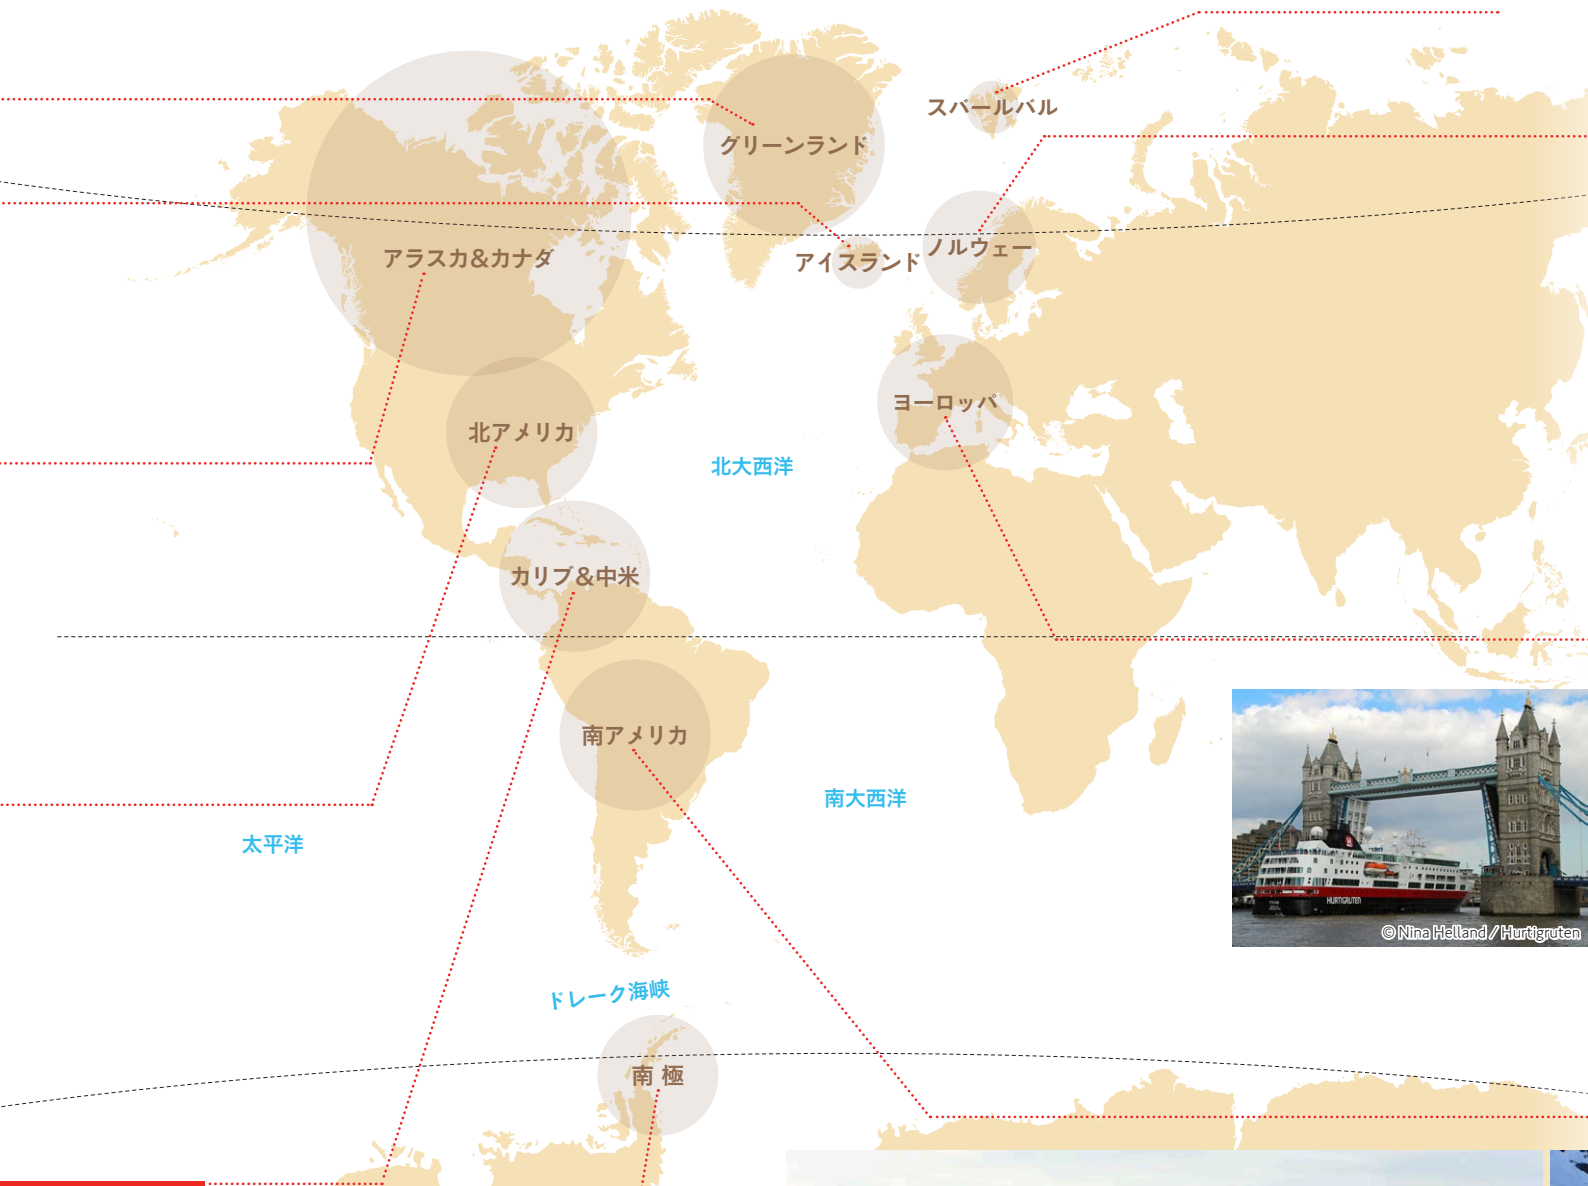 スバールバル
グリーンランド
ノルウェー
アラスカ&カナダ
アイスランド
ヨーロッパ
北アメリカ
北大西洋
カリブ&中米
南アメリカ
南大西洋
太平洋
HURTIGRUTEN
© Nina Helland / Hurtigruten
ドレーク海峡
南 極